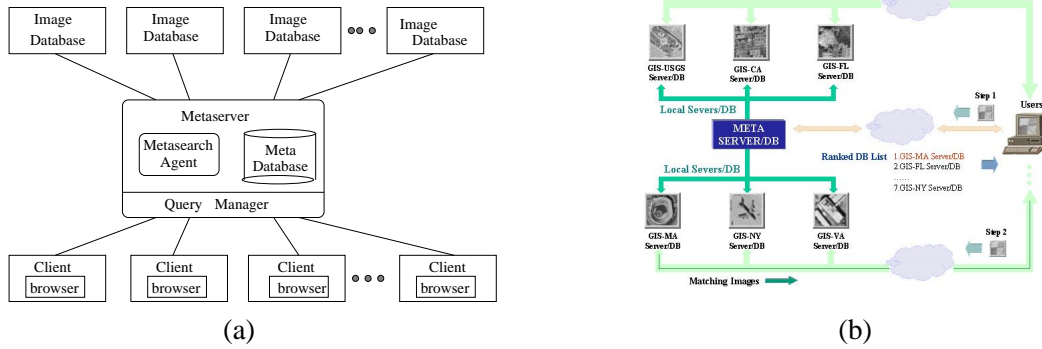 Image Database
Image Database
Image Database
Image Database
Metaserver
Metasearch Agent
Meta Database
Query Manager
Client browser
Client browser
Client browser
Client browser
(a)
GIS-USGS Server/DB
GIS-CA Server/DB
GIS-FL Server/DB
Local Severs/DB
Step 1
Users
META SERVER/DB
Ranked DB List
1.GIS-MA Server/DB
2.GIS-FL Server/DB
......
7.GIS-NY Server/DB
Local Severs/DB
GIS-MA Server/DB
GIS-NY Server/DB
GIS-VA Server/DB
Step 2
Matching Images
(b)